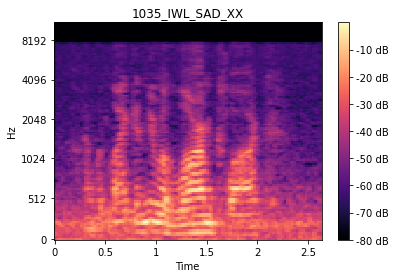 1035_IWL_SAD_XX
8192
4096
2048
1024
512
0
Hz
0
0.5
1
1.5
2
2.5
Time
-10 dB
-20 dB
-30 dB
-40 dB
-50 dB
-60 dB
-70 dB
-80 dB